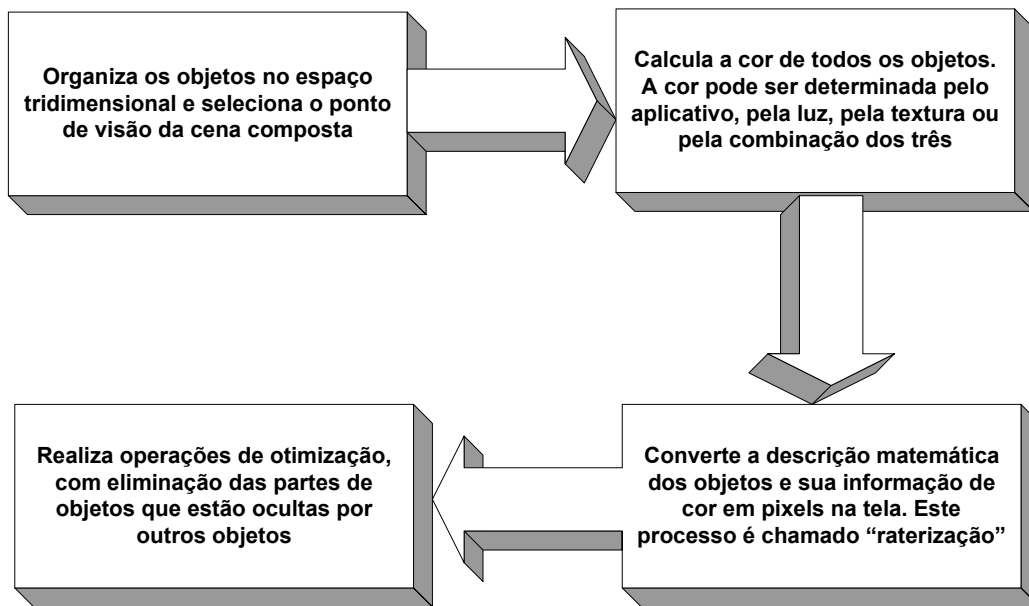 Organiza os objetos no espaço
tridimensional e seleciona o ponto
de visão da cena composta
Calcula a cor de todos os objetos.
A cor pode ser determinada pelo
aplicativo, pela luz, pela textura ou
pela combinação dos três
Converte a descrição matemática
dos objetos e sua informação de
cor em pixels na tela. Este
processo é chamado “raterização”
Realiza operações de otimização,
com eliminação das partes de
objetos que estão ocultas por
outros objetos